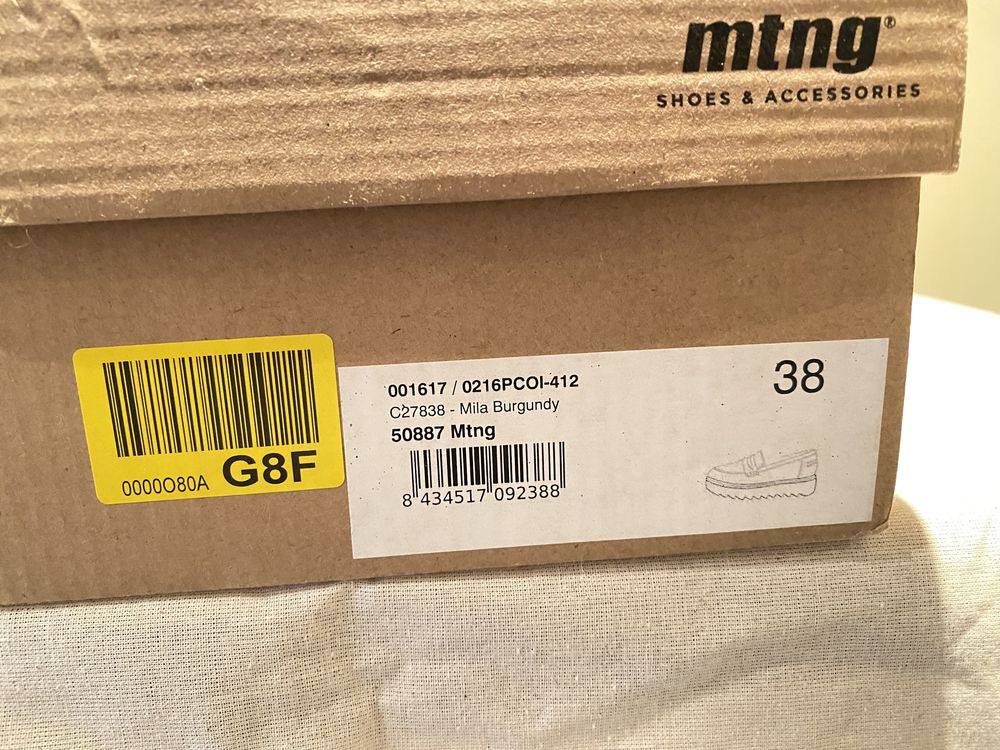 mtng®
SHOES & ACCESSORIES
0000O80A G8F
001617 / 0216PCOI-412
C27838 - Mila Burgundy
50887 Mtng
8 434517 092388
38